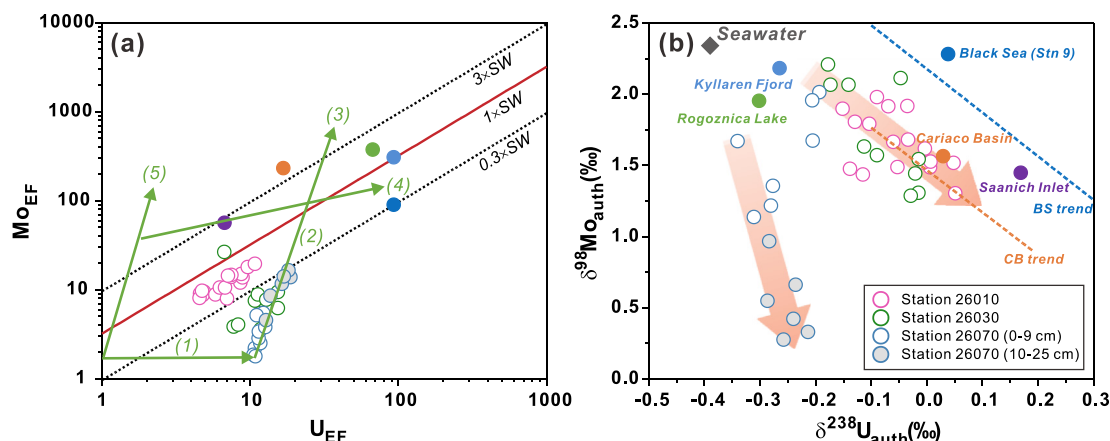 (a)
10000
1000
100
10
1
Mo_EF
1
10
100
1000
U_EF
3×SW
1×SW
0.3×SW
(1)
(2)
(3)
(4)
(5)
(b)
2.5
2.0
1.5
1.0
0.5
0.0
δ⁹⁸Mo_auth(‰)
-0.5
-0.4
-0.3
-0.2
-0.1
0.0
0.1
0.2
0.3
δ²³⁸U_auth(‰)
Seawater
Kyllaren Fjord
Rogoznica Lake
Black Sea (Stn 9)
Cariaco Basin
Saanich Inlet
BS trend
CB trend
Station 26010
Station 26030
Station 26070 (0-9 cm)
Station 26070 (10-25 cm)